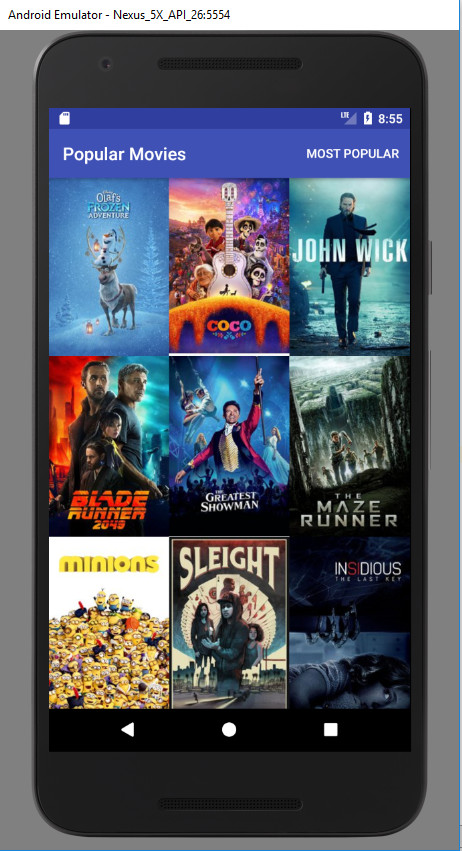 Android Emulator - Nexus_5X_API_26:5554
LTE 8:55
Popular Movies MOST POPULAR
Olaf's
FROZEN
ADVENTURE
COCO
JOHN WICK
BLADE
RUNNER
2049
THE
GREATEST
SHOWMAN
THE
MAZE
RUNNER
MINIONS
SLEIGHT
INSIDIOUS
THE LAST KEY